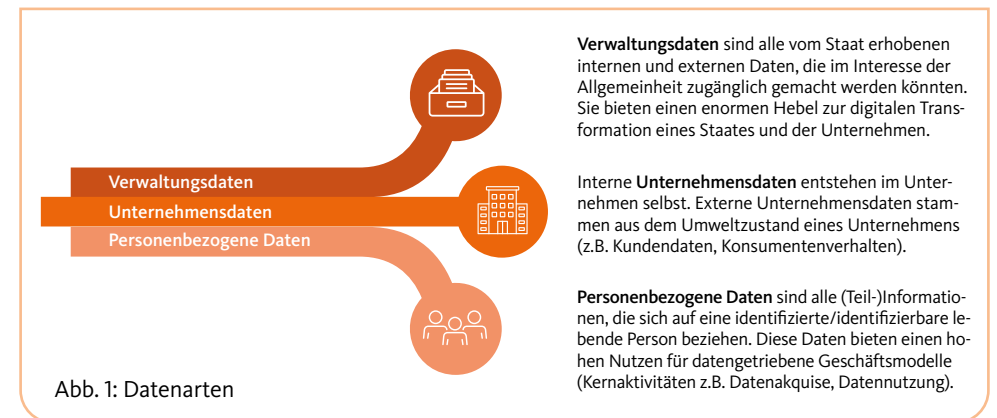 Verwaltungsdaten
Unternehmensdaten
Personenbezogene Daten
Abb. 1: Datenarten
Verwaltungsdaten sind alle vom Staat erhobenen
internen und externen Daten, die im Interesse der
Allgemeinheit zugänglich gemacht werden könnten.
Sie bieten einen enormen Hebel zur digitalen Trans-
formation eines Staates und der Unternehmen.
Interne Unternehmensdaten entstehen im Unter-
nehmen selbst. Externe Unternehmensdaten stam-
men aus dem Umweltzustand eines Unternehmens
(z.B. Kundendaten, Konsumentenverhalten).
Personenbezogene Daten sind alle (Teil-)Informatio-
nen, die sich auf eine identifizierte/identifizierbare le-
bende Person beziehen. Diese Daten bieten einen ho-
hen Nutzen für datengetriebene Geschäftsmodelle
(Kernaktivitäten z.B. Datenakquise, Datennutzung).